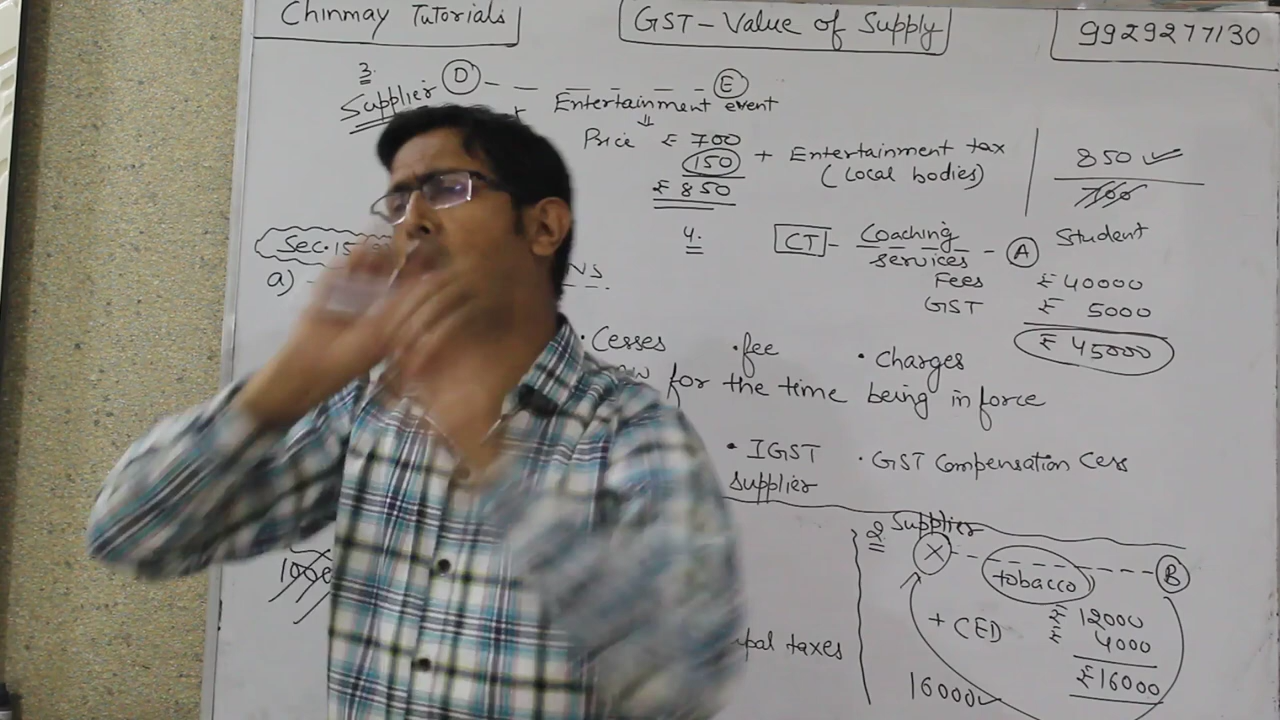 Chinmay Tutorials
GST-Value of Supply
9929277130
3.
Supplier D - - - - - E
Entertainment event
Price ₹ 700
150 + Entertainment tax
(local bodies)
₹ 850
850 ✓
700
4.
CT - Coaching services - A Student
Fees ₹ 40000
GST ₹ 5000
₹ 45000
Sec. 15
a)
NS.
• Cesses • fee • charges
for the time being in force
• IGST • GST Compensation Cess
supplier
1000
taxes
2. Supplier
X - - tobacco - - - - B
₹ 12000
+ CED ₹ 4000
₹ 16000
16000 ✓